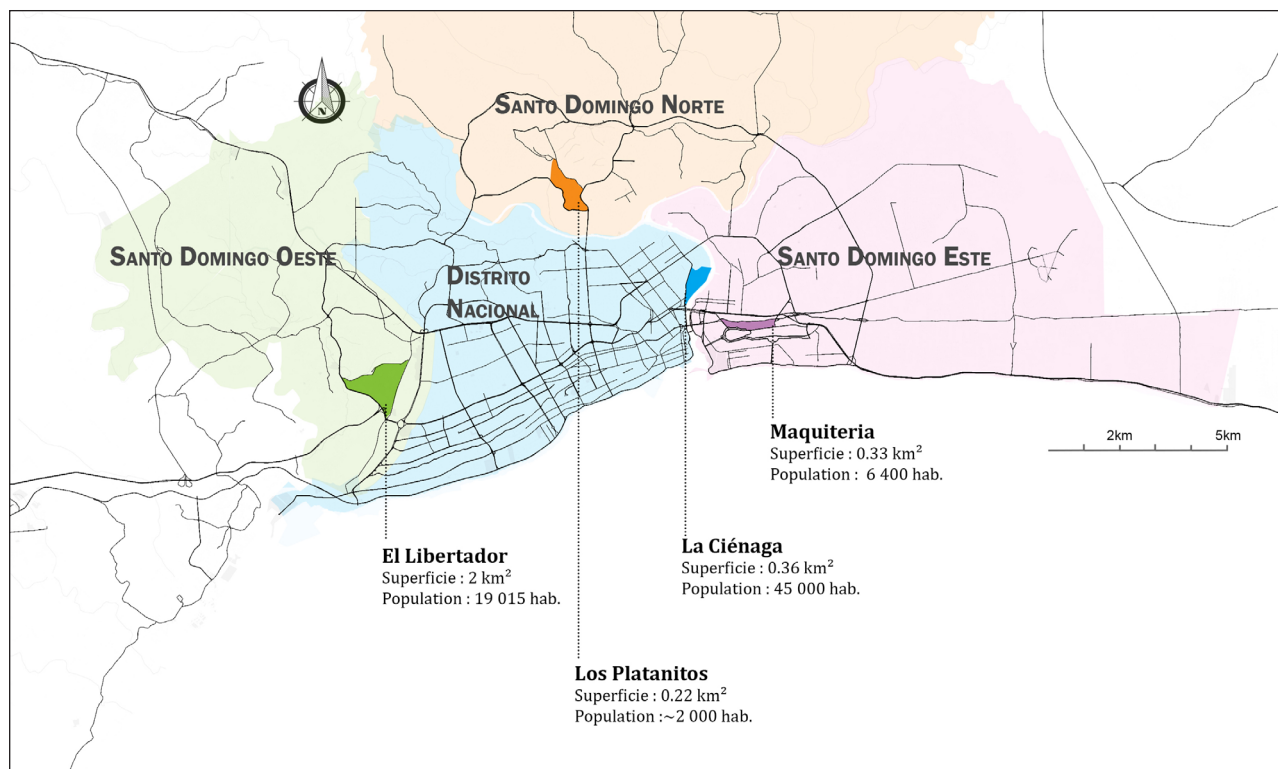 N
SANTO DOMINGO NORTE
SANTO DOMINGO OESTE
DISTRITO
NACIONAL
SANTO DOMINGO ESTE
2km
5km
Maquiteria
Superficie : 0.33 km²
Population : 6 400 hab.
La Ciénaga
Superficie : 0.36 km²
Population : 45 000 hab.
El Libertador
Superficie : 2 km²
Population : 19 015 hab.
Los Platanitos
Superficie : 0.22 km²
Population :~2 000 hab.